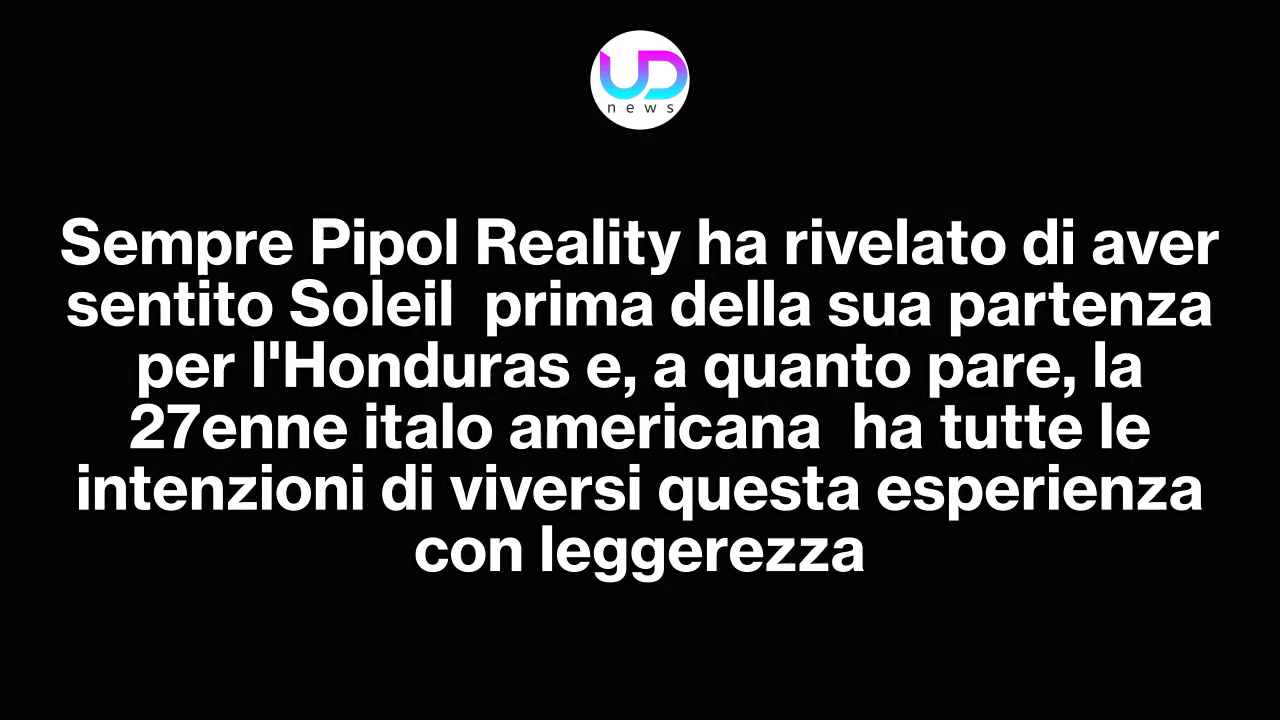 UD
news
Sempre Pipol Reality ha rivelato di aver
sentito Soleil  prima della sua partenza
per l'Honduras e, a quanto pare, la
27enne italo americana  ha tutte le
intenzioni di viversi questa esperienza
con leggerezza